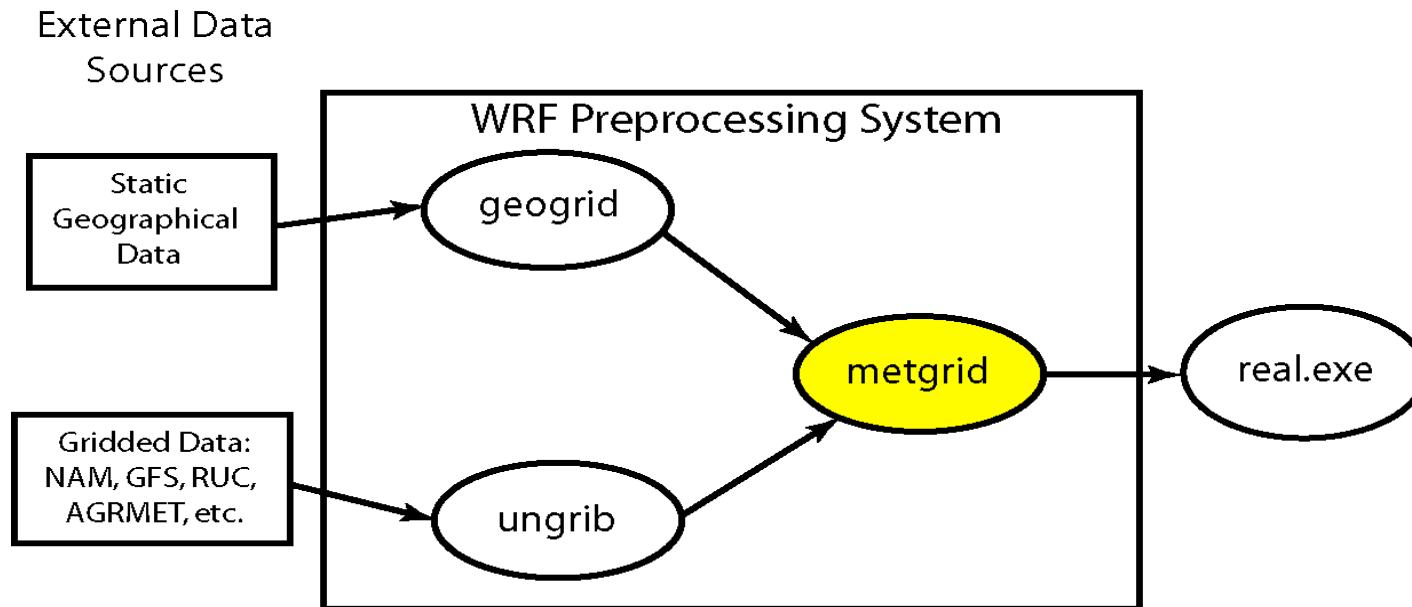 External Data
Sources
WRF Preprocessing System
Static
Geographical
Data
geogrid
metgrid
real.exe
Gridded Data:
NAM, GFS, RUC,
AGRMET, etc.
ungrib